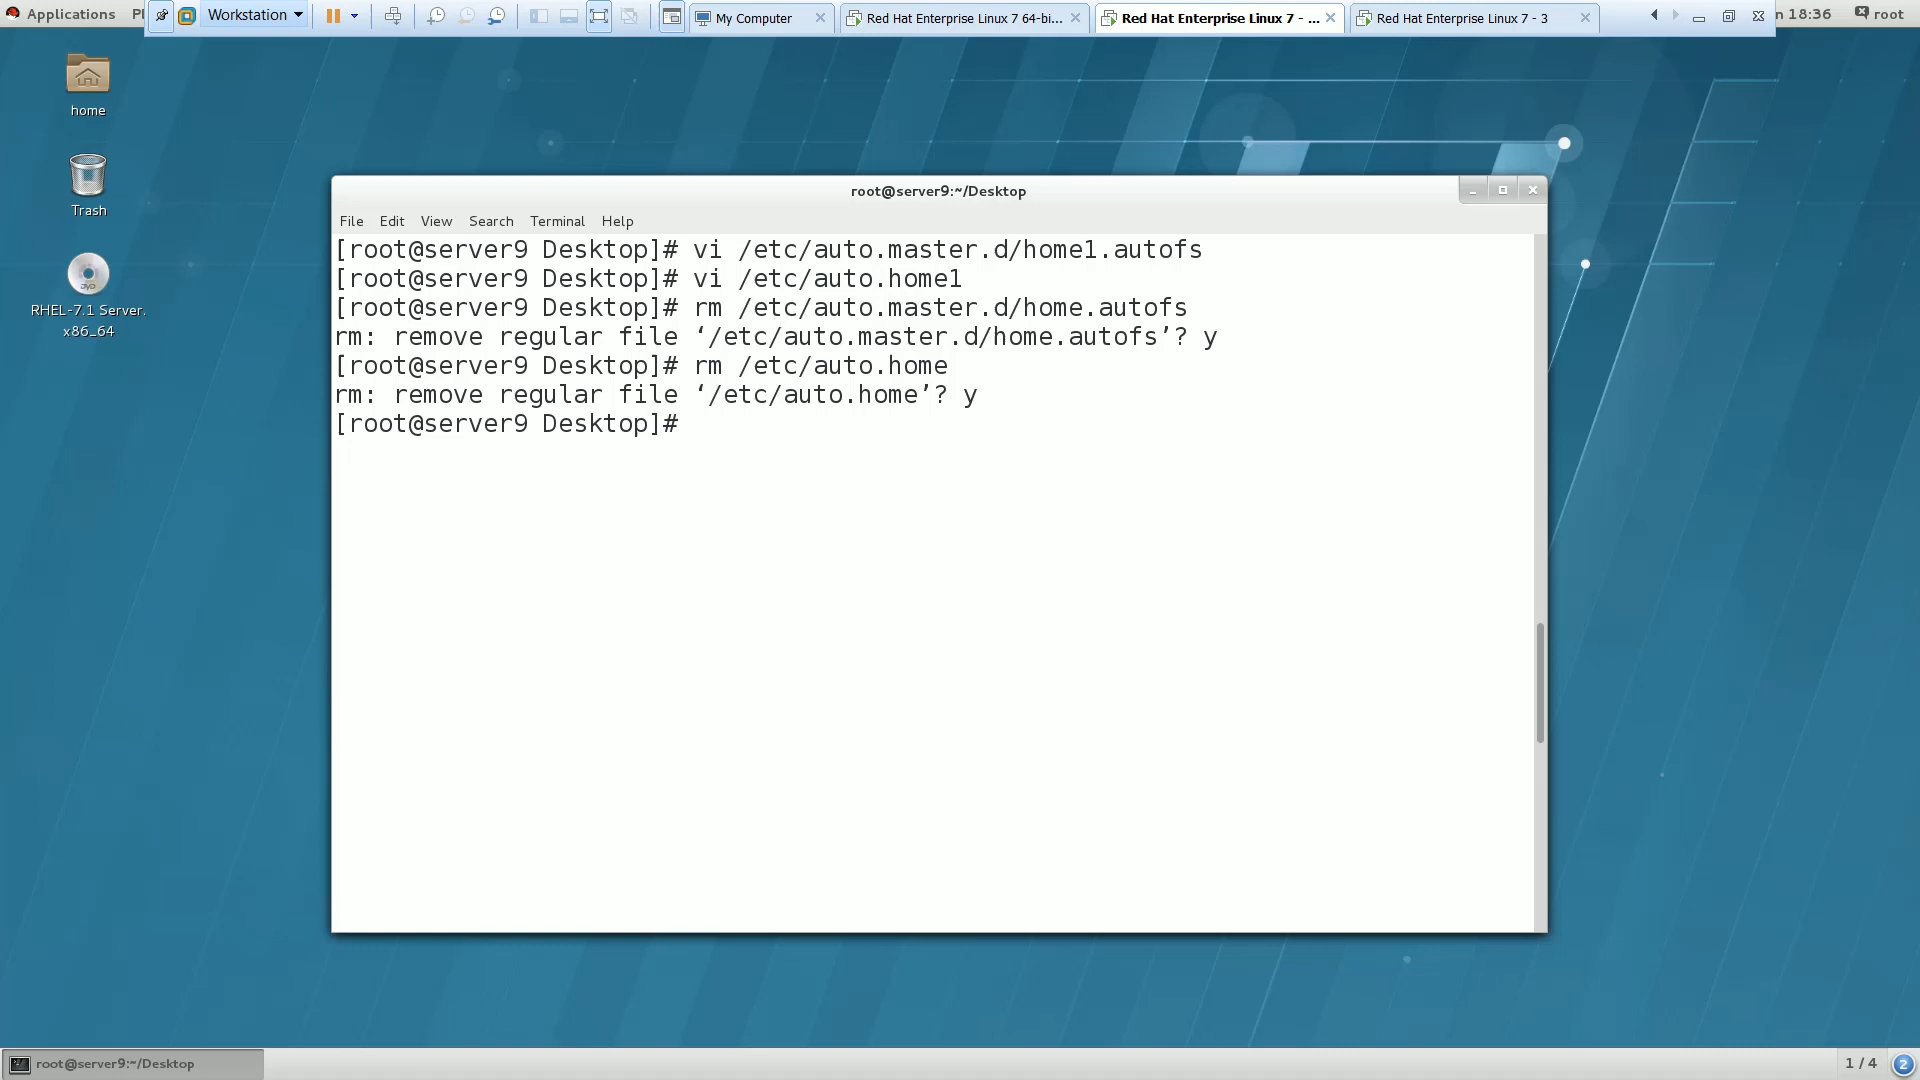 Applications
Workstation
My Computer
Red Hat Enterprise Linux 7 64-bi...
Red Hat Enterprise Linux 7 - ...
Red Hat Enterprise Linux 7 - 3
n 18:36
root
home
Trash
RHEL-7.1 Server.
x86_64
root@server9:~/Desktop
File Edit View Search Terminal Help
[root@server9 Desktop]# vi /etc/auto.master.d/home1.autofs
[root@server9 Desktop]# vi /etc/auto.home1
[root@server9 Desktop]# rm /etc/auto.master.d/home.autofs
rm: remove regular file ‘/etc/auto.master.d/home.autofs’? y
[root@server9 Desktop]# rm /etc/auto.home
rm: remove regular file ‘/etc/auto.home’? y
[root@server9 Desktop]#
root@server9:~/Desktop
1 / 4
2